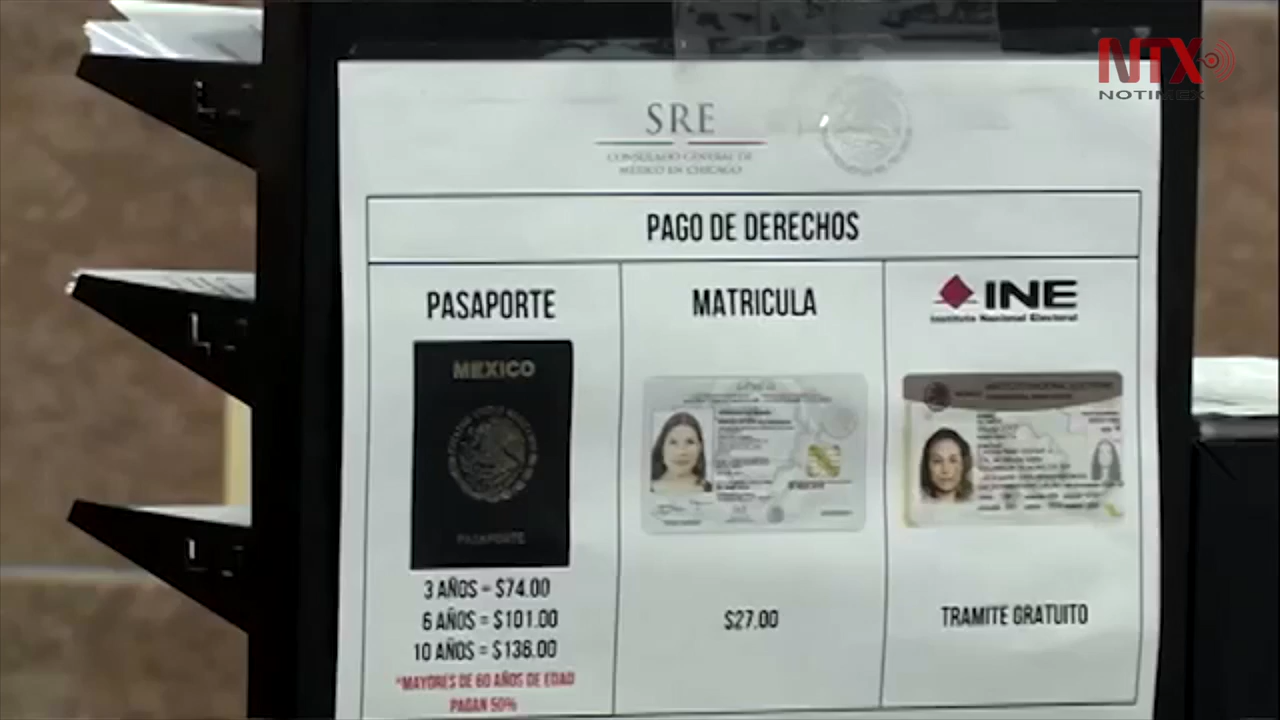 NTX
NOTIMEX
SRE
CONSULADO GENERAL DE
MÉXICO EN CHICAGO
PAGO DE DERECHOS
PASAPORTE
MEXICO
PASAPORTE
3 AÑOS = $74.00
6 AÑOS = $101.00
10 AÑOS = $138.00
*MAYORES DE 60 AÑOS DE EDAD
PAGAN 50%
MATRICULA
$27.00
INE
Instituto Nacional Electoral
TRAMITE GRATUITO